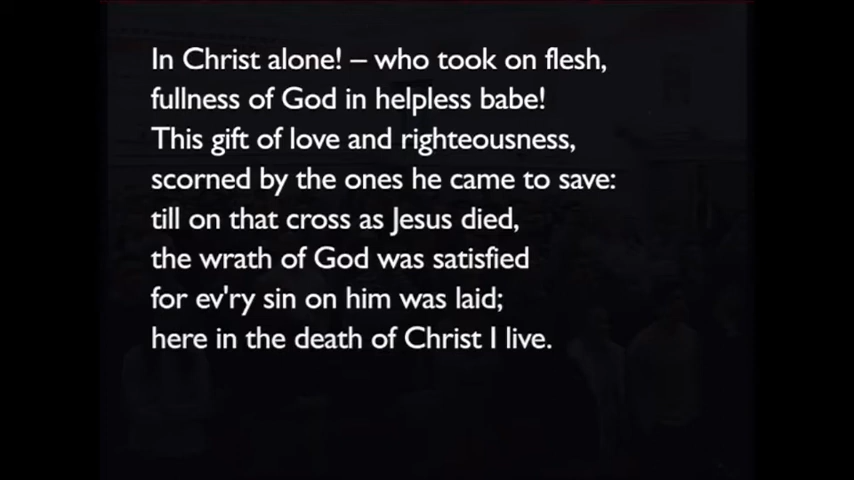 In Christ alone! – who took on flesh,
fullness of God in helpless babe!
This gift of love and righteousness,
scorned by the ones he came to save:
till on that cross as Jesus died,
the wrath of God was satisfied
for ev'ry sin on him was laid;
here in the death of Christ I live.